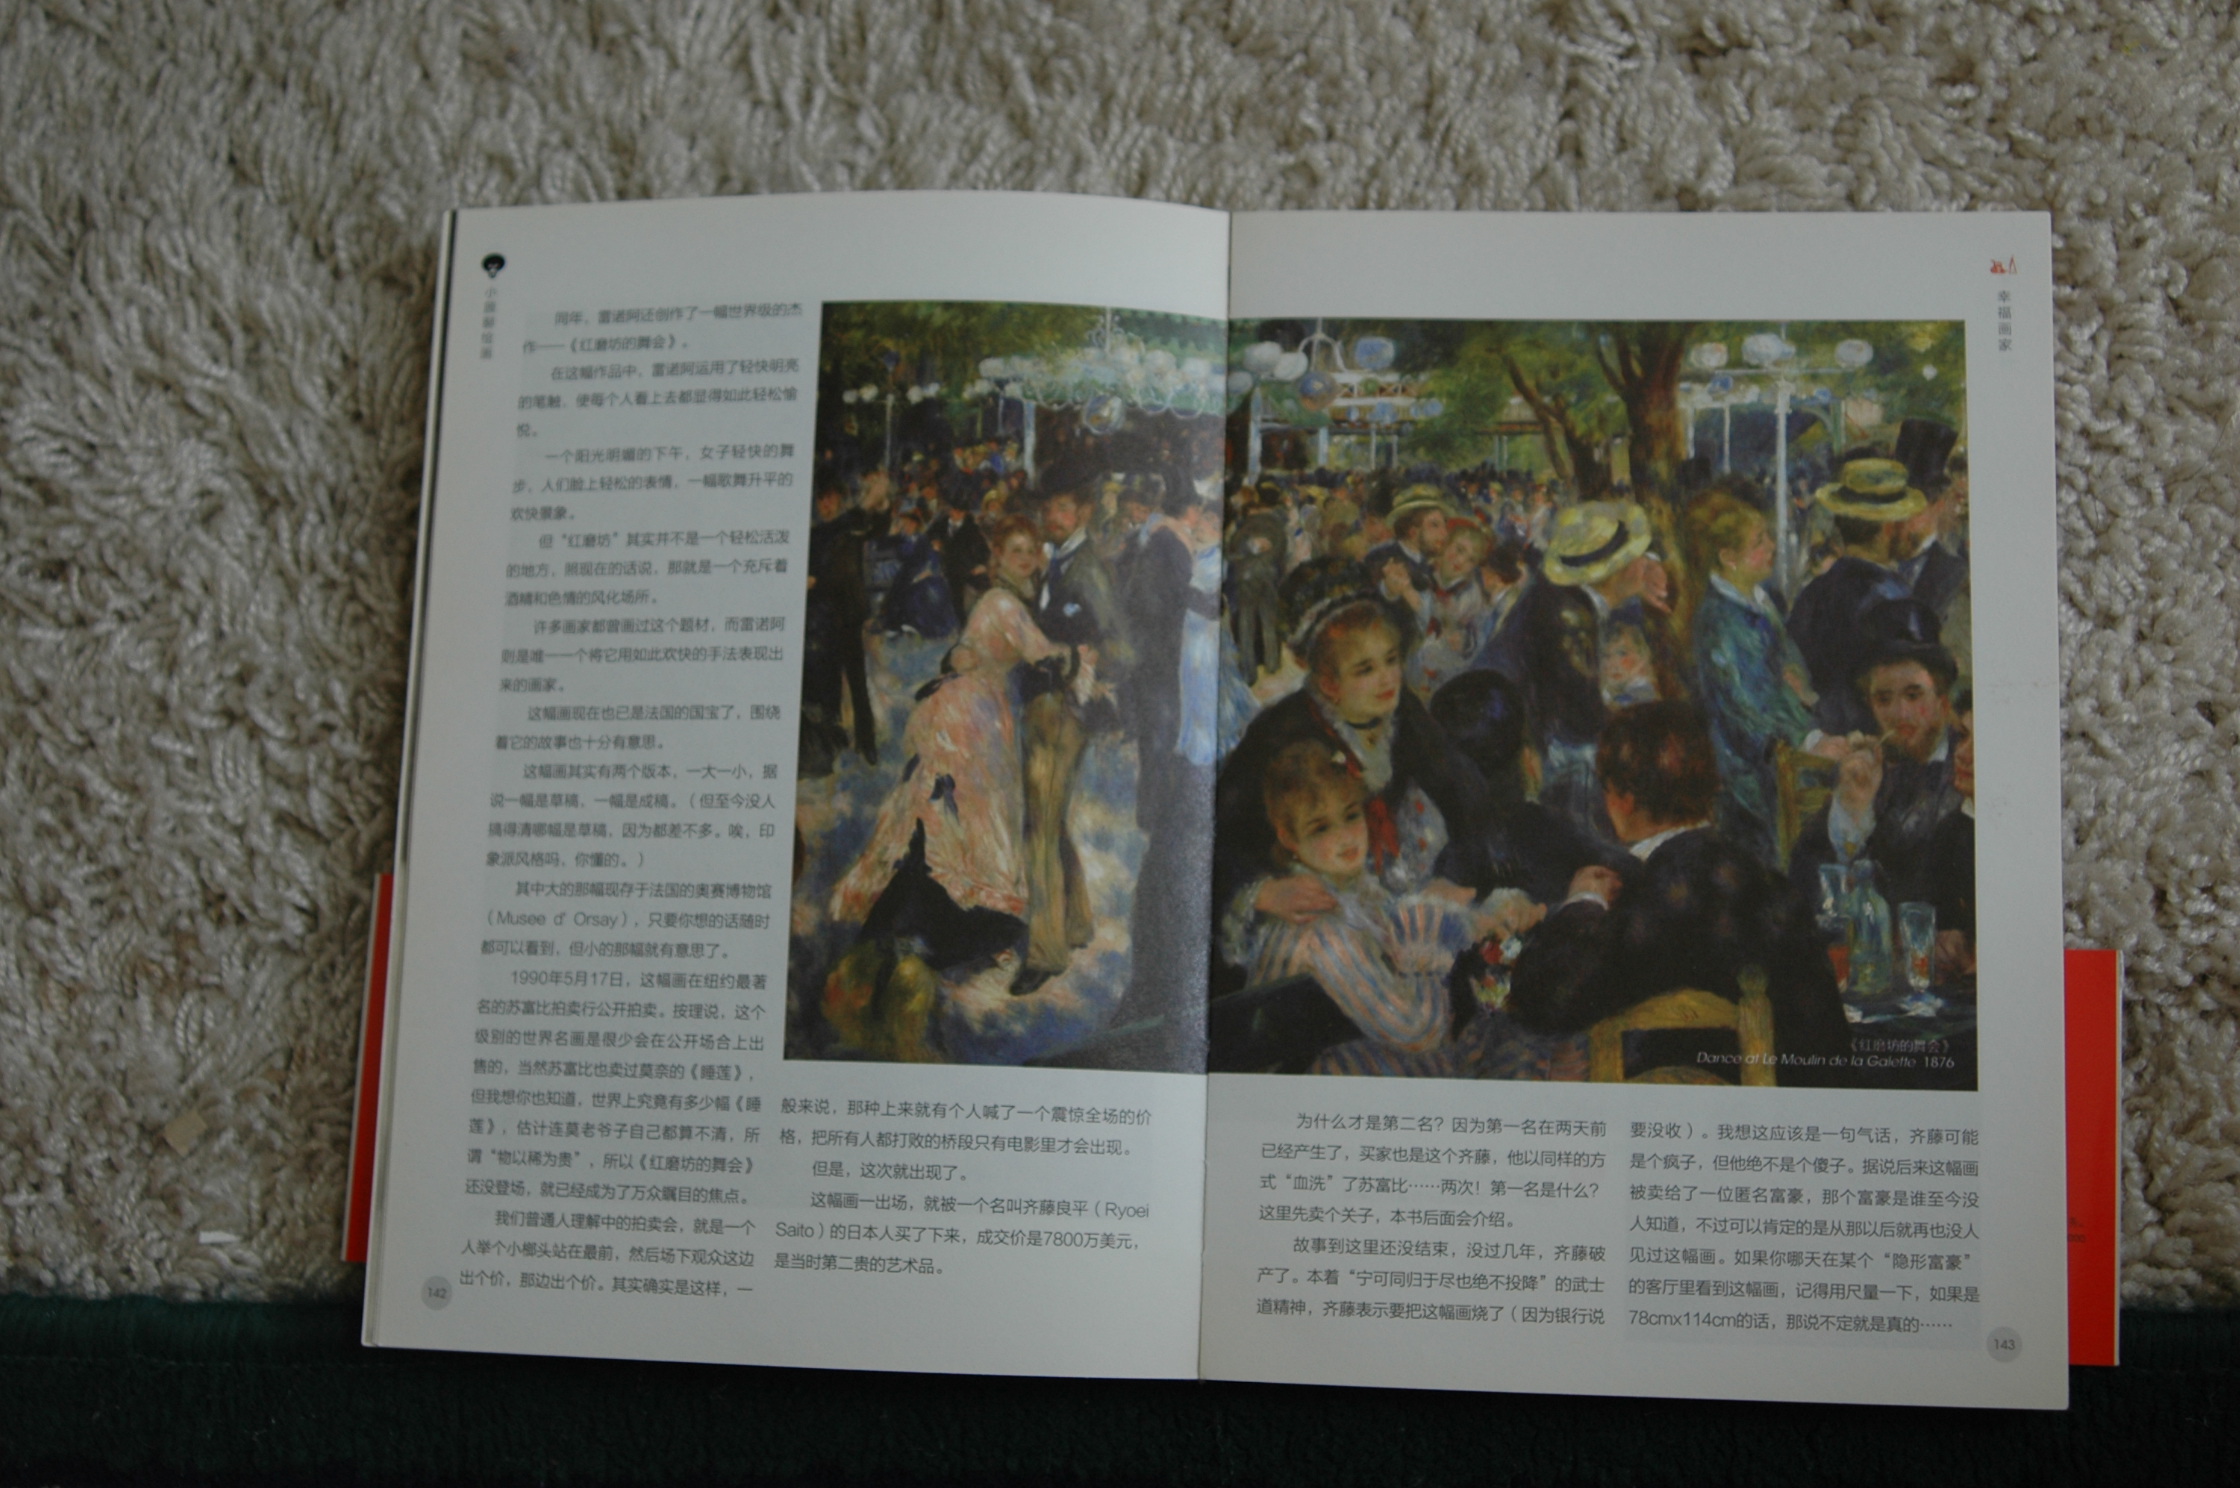 同年，雷诺阿还创作了一幅世界级的杰
作——《红磨坊的舞会》。
在这幅作品中，雷诺阿运用了轻快明亮
的笔触，使每个人看上去都显得如此轻松愉
悦。
一个阳光明媚的下午，女子轻快的舞
步，人们脸上轻松的表情，一幅歌舞升平的
欢快景象。
但“红磨坊”其实并不是一个轻松活泼
的地方，照现在的话说，那就是一个充斥着
酒精和色情的风化场所。
许多画家都曾画过这个题材，而雷诺阿
则是唯一一个将它用如此欢快的手法表现出
来的画家。
这幅画现在也已是法国的国宝了，围绕
着它的故事也十分有意思。
这幅画其实有两个版本，一大一小，据
说一幅是草稿，一幅是成稿。（但至今没人
搞得清哪幅是草稿，因为都差不多。唉，印
象派风格吗，你懂的。）
其中大的那幅现存于法国的奥赛博物馆
（Musee d' Orsay），只要你想的话随时
都可以看到，但小的那幅就有意思了。
1990年5月17日，这幅画在纽约最著
名的苏富比拍卖行公开拍卖。按理说，这个
级别的世界名画是很少会在公开场合上出
售的，当然苏富比也卖过莫奈的《睡莲》，
但我想你也知道，世界上究竟有多少幅《睡
莲》，估计连莫老爷子自己都算不清，所
谓“物以稀为贵”，所以《红磨坊的舞会》
还没登场，就已经成为了万众瞩目的焦点。
我们普通人理解中的拍卖会，就是一个
人举个小榔头站在最前，然后场下观众这边
出个价，那边出个价。其实确实是这样，一
142
般来说，那种上来就有个人喊了一个震惊全场的价
格，把所有人都打败的桥段只有电影里才会出现。
但是，这次就出现了。
这幅画一出场，就被一个名叫齐藤良平（Ryoei
Saito）的日本人买了下来，成交价是7800万美元，
是当时第二贵的艺术品。
幸福画家
《红磨坊的舞会》
Dance at Le Moulin de la Galette 1876
为什么才是第二名？因为第一名在两天前
已经产生了，买家也是这个齐藤，他以同样的方
式“血洗”了苏富比……两次！第一名是什么？
这里先卖个关子，本书后面会介绍。
故事到这里还没结束，没过几年，齐藤破
产了。本着“宁可同归于尽也绝不投降”的武士
道精神，齐藤表示要把这幅画烧了（因为银行说
要没收）。我想这应该是一句气话，齐藤可能
是个疯子，但他绝不是个傻子。据说后来这幅画
被卖给了一位匿名富豪，那个富豪是谁至今没
人知道，不过可以肯定的是从那以后就再也没人
见过这幅画。如果你哪天在某个“隐形富豪”
的客厅里看到这幅画，记得用尺量一下，如果是
78cmx114cm的话，那说不定就是真的……
143